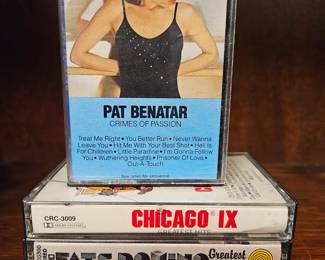 PAT BENATAR
CRIMES OF PASSION
Treat Me Right • You Better Run • Never Wanna
Leave You • Hit Me With Your Best Shot • Hell Is
For Children • Little Paradise • I'm Gonna Follow
You • Wuthering Heights • Prisoner Of Love •
Out-A-Touch
CRC-3009
CHICAGO IX
GREATEST HITS
FATS DOMINO
Greatest